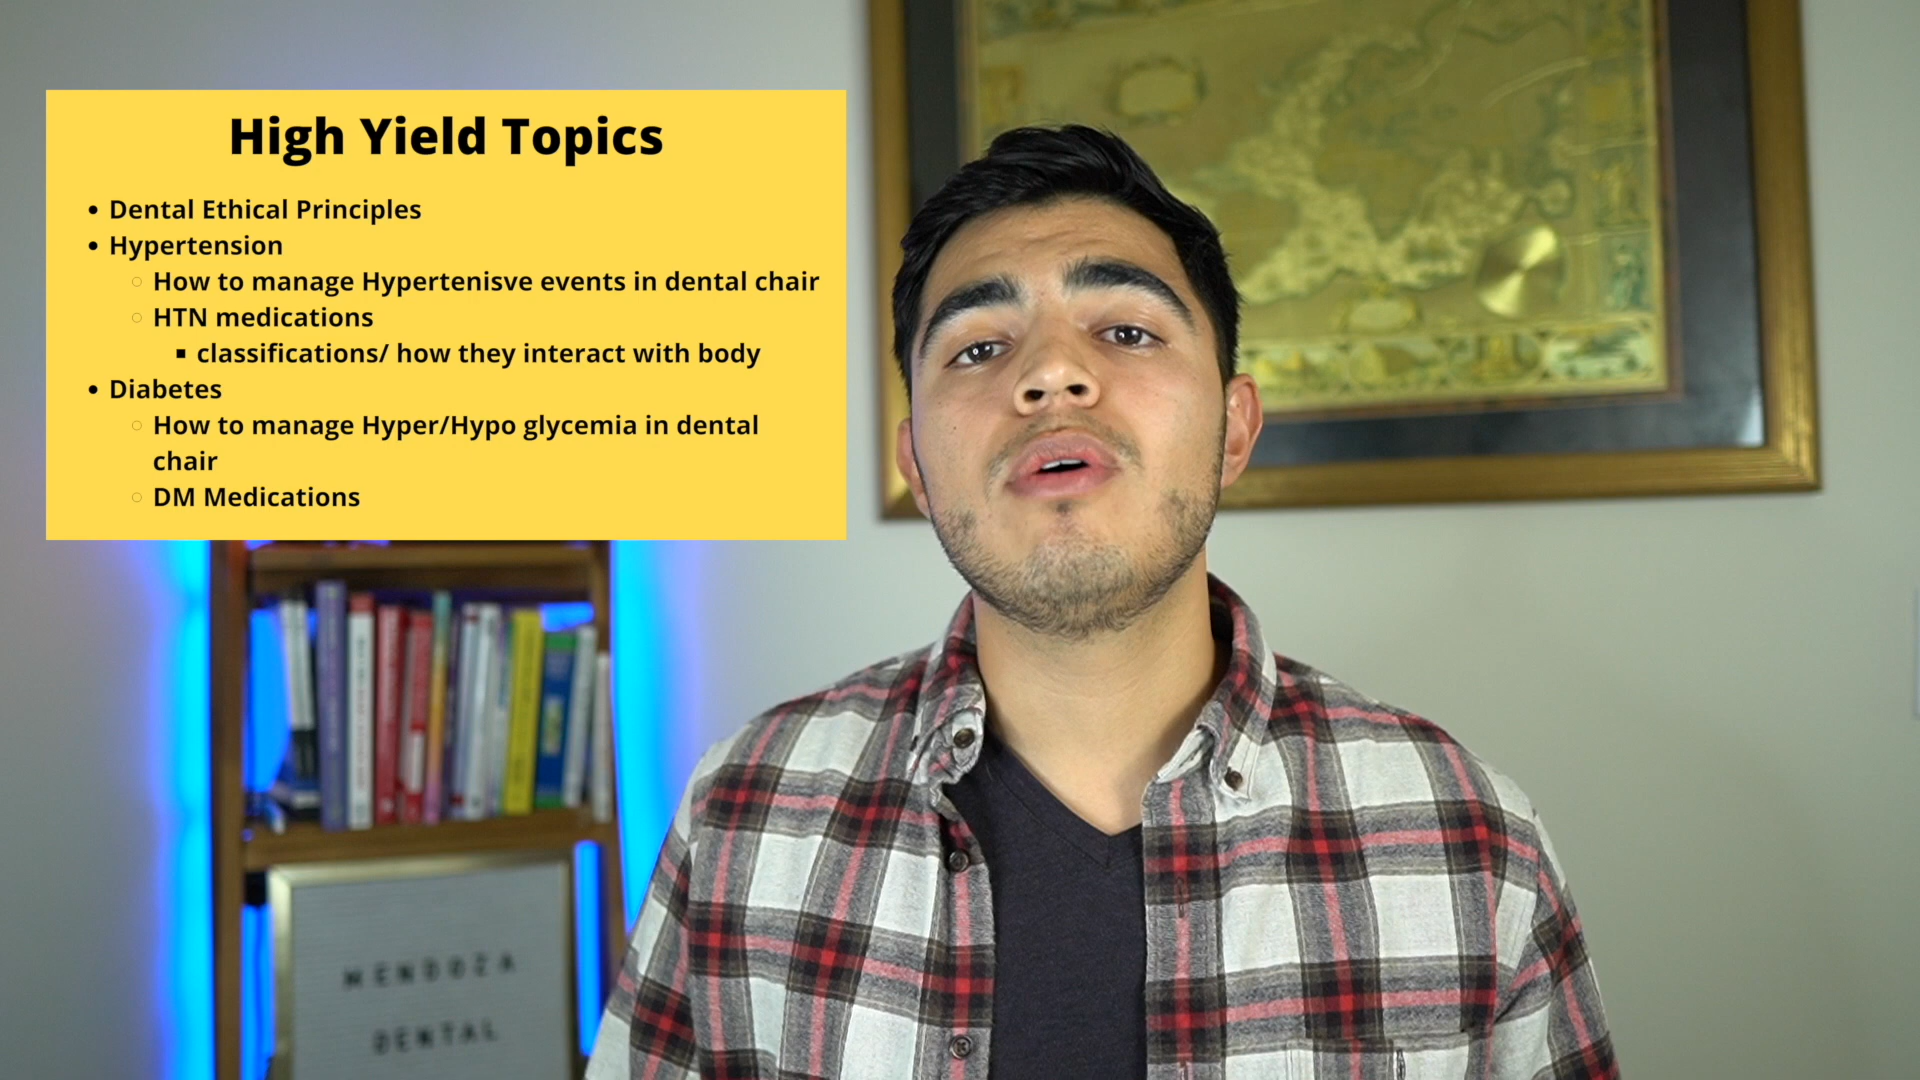 High Yield Topics
• Dental Ethical Principles
• Hypertension
○ How to manage Hypertenisve events in dental chair
○ HTN medications
▪ classifications/ how they interact with body
• Diabetes
○ How to manage Hyper/Hypo glycemia in dental
chair
○ DM Medications
MENDOZA
DENTAL